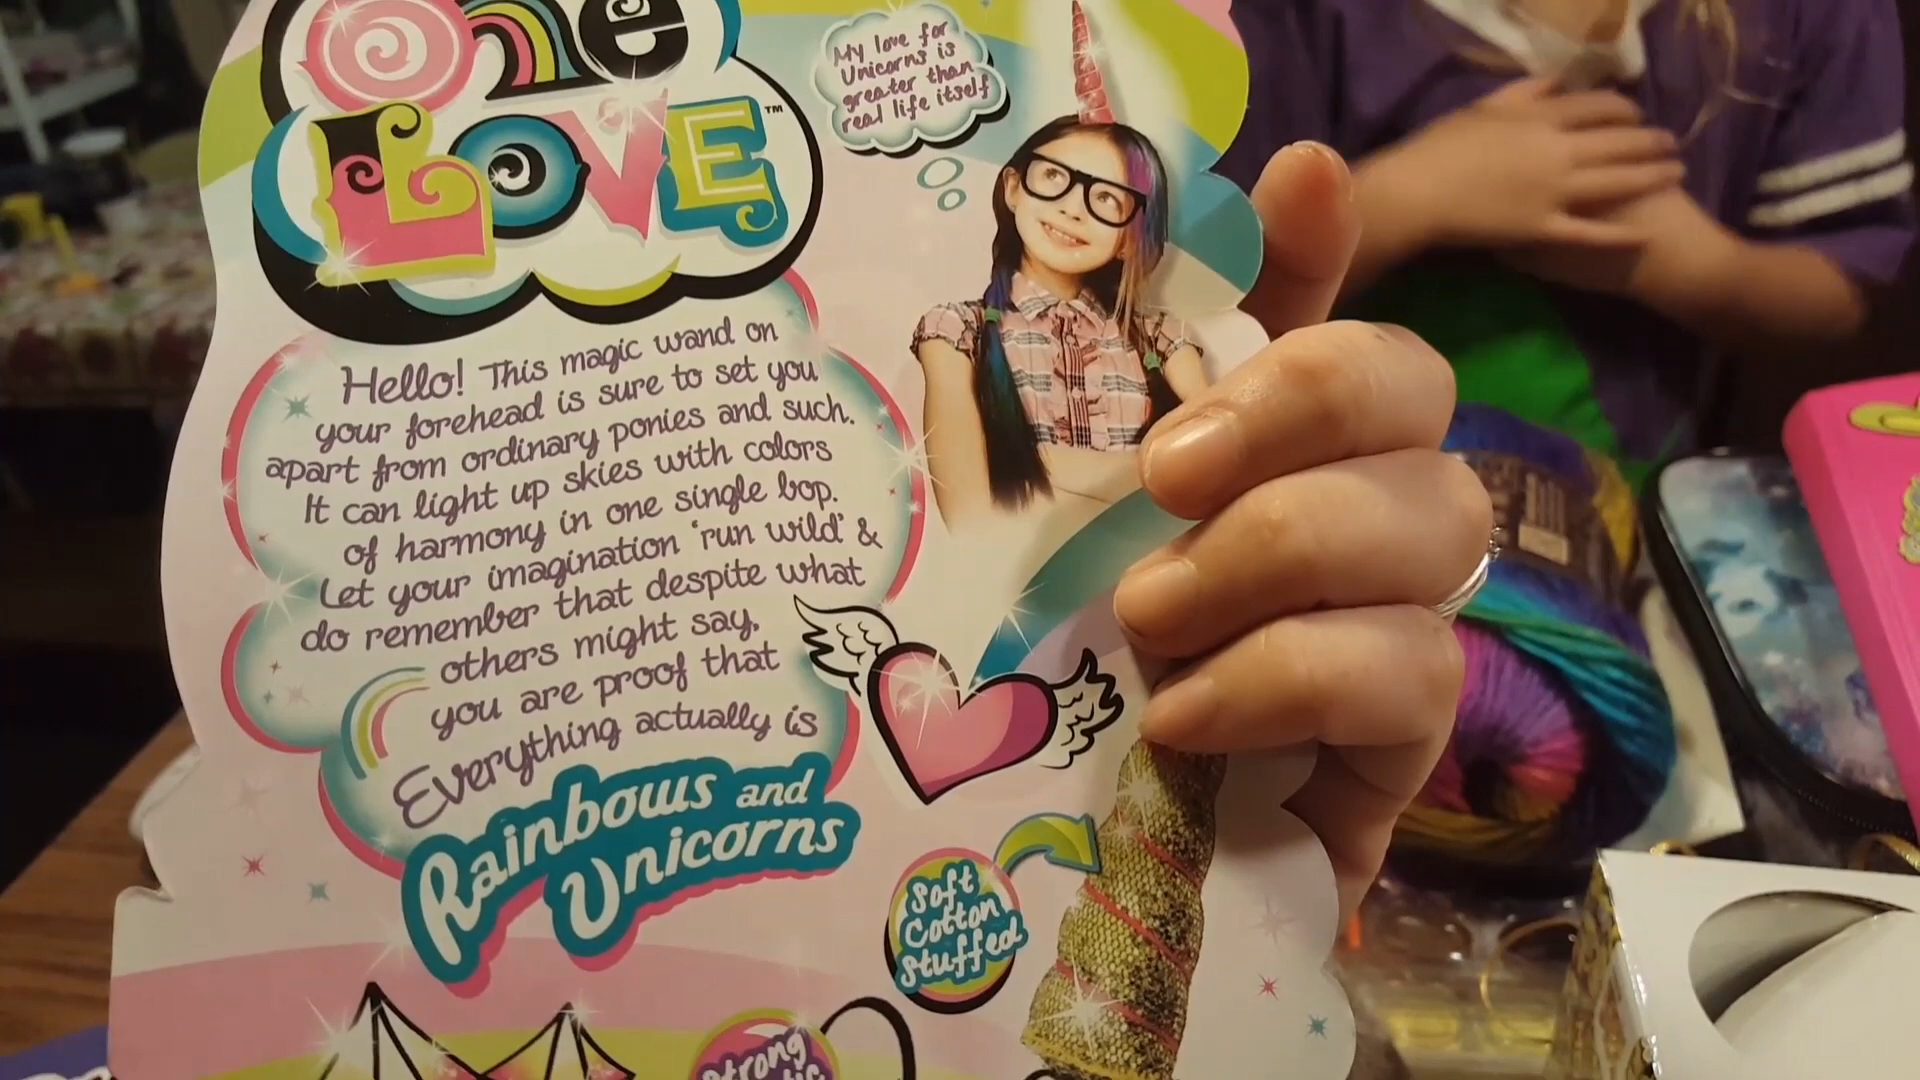 One
LOVE™
My love for
Unicorns is
greater than
real life itself
Hello! This magic wand on
your forehead is sure to set you
apart from ordinary ponies and such.
It can light up skies with colors
of harmony in one single bop.
Let your imagination 'run wild' &
do remember that despite what
others might say,
you are proof that
Everything actually is
Rainbows and
Unicorns
Soft
Cotton
Stuffed
Strong